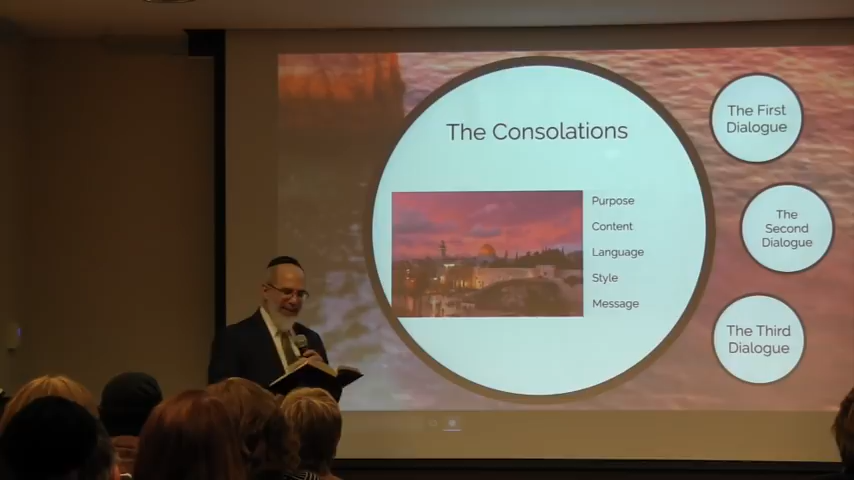 The Consolations
Purpose
Content
Language
Style
Message
The First
Dialogue
The
Second
Dialogue
The Third
Dialogue